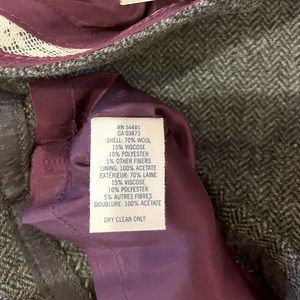 RN 54485
CA 03873
SHELL: 70% WOOL
15% VISCOSE
10% POLYESTER
5% OTHER FIBERS
LINING: 100% ACETATE
EXTÉRIEUR: 70% LAINE
15% VISCOSE
10% POLYESTER
5% AUTRES FIBRES
DOUBLURE: 100% ACÉTATE
DRY CLEAN ONLY